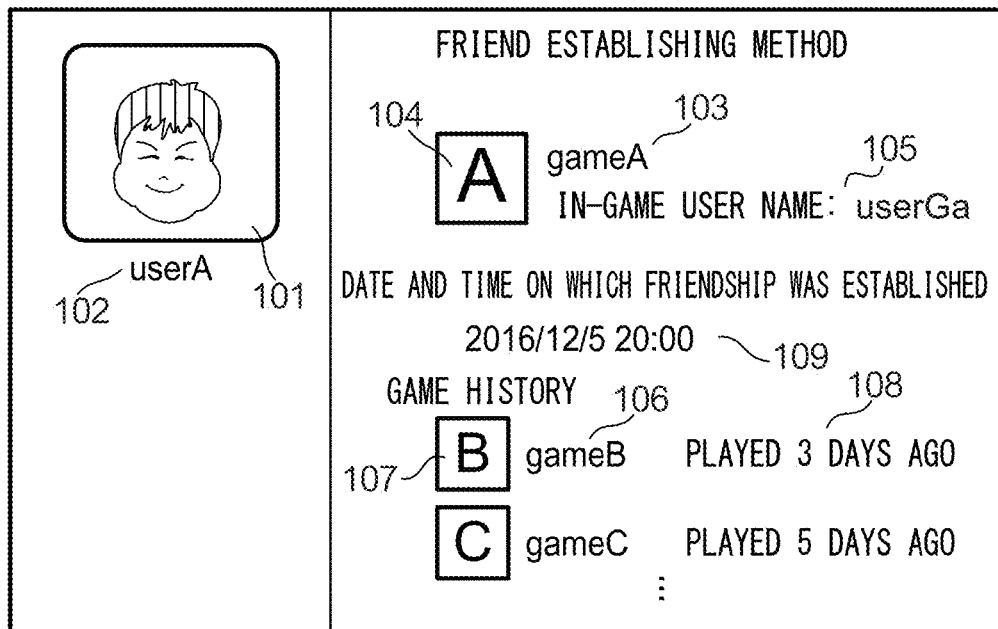 FRIEND ESTABLISHING METHOD
104
103
A
gameA
105
IN-GAME USER NAME: userGa
userA
102
101
DATE AND TIME ON WHICH FRIENDSHIP WAS ESTABLISHED
2016/12/5 20:00
109
GAME HISTORY
106
108
B
gameB
PLAYED 3 DAYS AGO
107
C
gameC
PLAYED 5 DAYS AGO
⋮